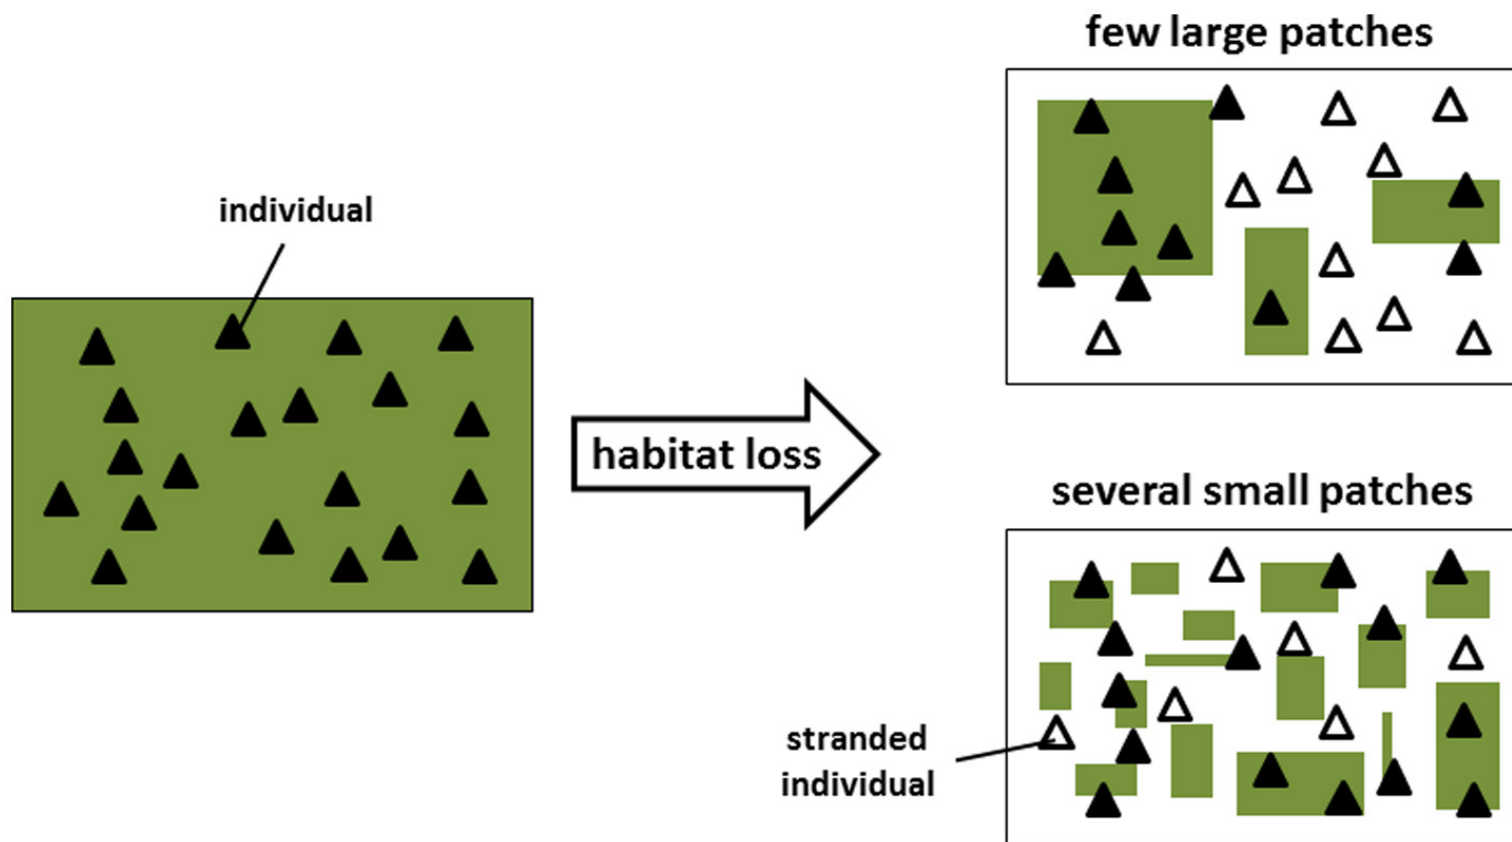 few large patches
individual
habitat loss
several small patches
stranded
individual